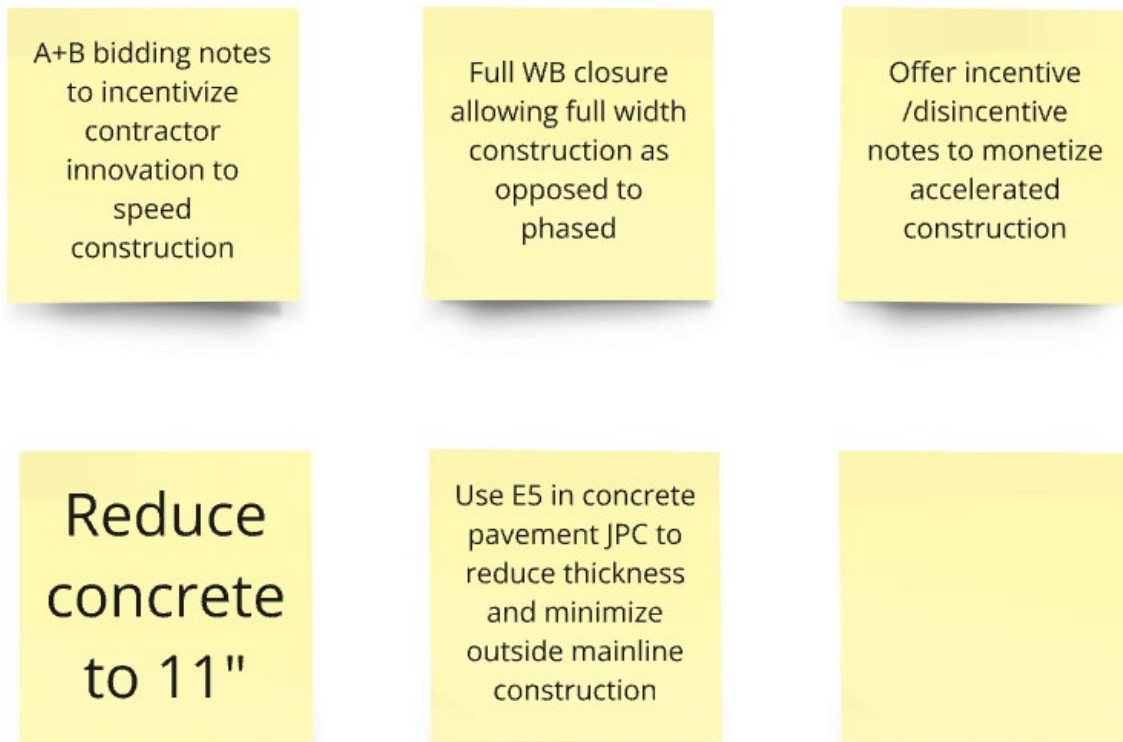 A+B bidding notes
to incentivize
contractor
innovation to
speed
construction
Full WB closure
allowing full width
construction as
opposed to
phased
Offer incentive
/disincentive
notes to monetize
accelerated
construction
Reduce
concrete
to 11"
Use E5 in concrete
pavement JPC to
reduce thickness
and minimize
outside mainline
construction